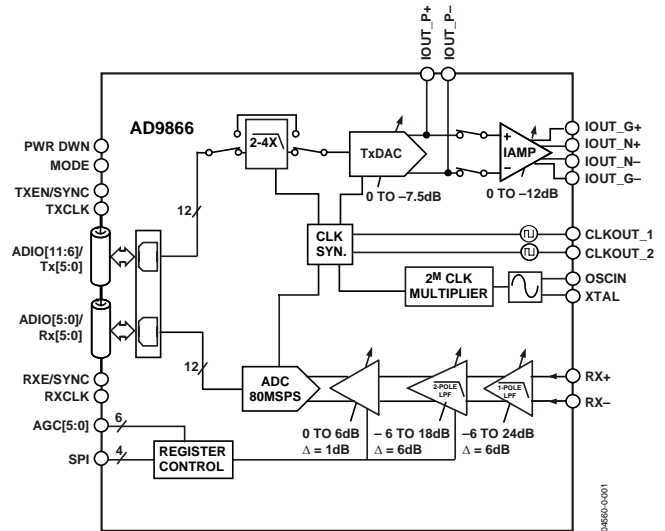 IOUT_P+
IOUT_P–
AD9866
PWR DWN
MODE
TXEN/SYNC
TXCLK
ADIO[11:6]/
Tx[5:0]
ADIO[5:0]/
Rx[5:0]
RXE/SYNC
RXCLK
AGC[5:0]
SPI
12
12
6
4
2-4X
TxDAC
0 TO –7.5dB
+
IAMP
–
0 TO –12dB
IOUT_G+
IOUT_N+
IOUT_N–
IOUT_G–
CLK
SYN.
CLKOUT_1
CLKOUT_2
2M CLK
MULTIPLIER
OSCIN
XTAL
ADC
80MSPS
2-POLE
LPF
1-POLE
LPF
RX+
RX–
0 TO 6dB
Δ = 1dB
– 6 TO 18dB
Δ = 6dB
–6 TO 24dB
Δ = 6dB
REGISTER
CONTROL
04560-0-001